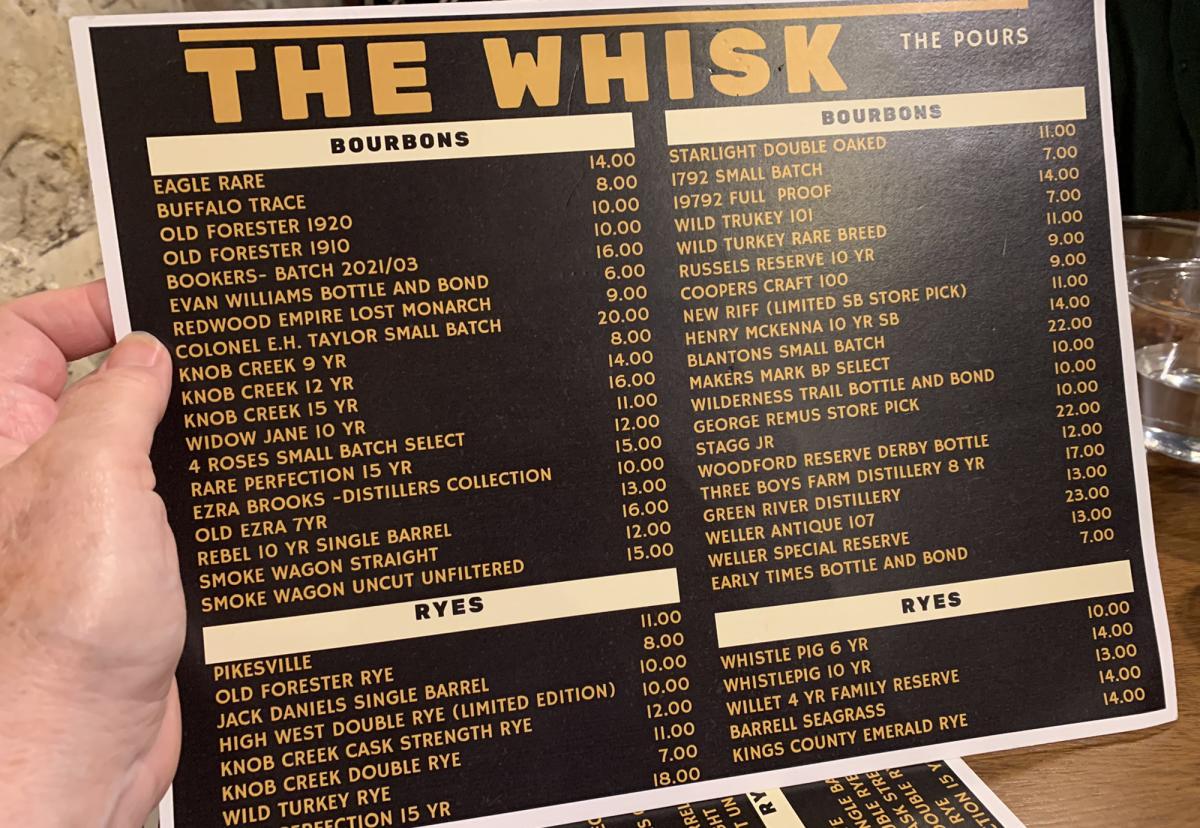 THE WHISK
THE POURS
BOURBONS
EAGLE RARE 14.00
BUFFALO TRACE 8.00
OLD FORESTER 1920 10.00
OLD FORESTER 1910 10.00
BOOKERS- BATCH 2021/03 16.00
EVAN WILLIAMS BOTTLE AND BOND 6.00
REDWOOD EMPIRE LOST MONARCH 9.00
COLONEL E.H. TAYLOR SMALL BATCH 20.00
KNOB CREEK 9 YR 8.00
KNOB CREEK 12 YR 14.00
KNOB CREEK 15 YR 16.00
WIDOW JANE 10 YR 11.00
4 ROSES SMALL BATCH SELECT 12.00
RARE PERFECTION 15 YR 15.00
EZRA BROOKS -DISTILLERS COLLECTION 10.00
OLD EZRA 7YR 13.00
REBEL 10 YR SINGLE BARREL 16.00
SMOKE WAGON STRAIGHT 12.00
SMOKE WAGON UNCUT UNFILTERED 15.00
RYES
PIKESVILLE 11.00
OLD FORESTER RYE 8.00
JACK DANIELS SINGLE BARREL 10.00
HIGH WEST DOUBLE RYE (LIMITED EDITION) 10.00
KNOB CREEK CASK STRENGTH RYE 12.00
KNOB CREEK DOUBLE RYE 11.00
WILD TURKEY RYE 7.00
PERFECTION 15 YR 18.00
BOURBONS
STARLIGHT DOUBLE OAKED 11.00
1792 SMALL BATCH 7.00
19792 FULL PROOF 14.00
WILD TRUKEY 101 7.00
WILD TURKEY RARE BREED 11.00
RUSSELS RESERVE 10 YR 9.00
COOPERS CRAFT 100 9.00
NEW RIFF (LIMITED SB STORE PICK) 11.00
HENRY MCKENNA 10 YR SB 14.00
BLANTONS SMALL BATCH 22.00
MAKERS MARK BP SELECT 10.00
WILDERNESS TRAIL BOTTLE AND BOND 10.00
GEORGE REMUS STORE PICK 10.00
STAGG JR 22.00
WOODFORD RESERVE DERBY BOTTLE 12.00
THREE BOYS FARM DISTILLERY 8 YR 17.00
GREEN RIVER DISTILLERY 13.00
WELLER ANTIQUE 107 23.00
WELLER SPECIAL RESERVE 13.00
EARLY TIMES BOTTLE AND BOND 7.00
RYES
WHISTLE PIG 6 YR 10.00
WHISTLEPIG 10 YR 14.00
WILLET 4 YR FAMILY RESERVE 13.00
BARRELL SEAGRASS 14.00
KINGS COUNTY EMERALD RYE 14.00